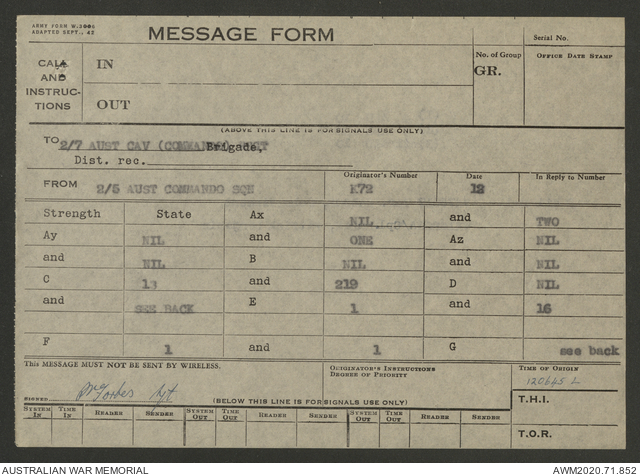 ARMY FORM W.3006
ADAPTED SEPT., 42
MESSAGE FORM
Serial No.
CALL AND INSTRUCTIONS
IN
OUT
No. of Group
GR.
OFFICE DATE STAMP
(ABOVE THIS LINE IS FOR SIGNALS USE ONLY)
TO 2/7 AUST CAV (COMMANDO) Brigade,
Dist. rec.
FROM 2/5 AUST COMMANDO SQN
Originator's Number
K72
Date
12
In Reply to Number
Strength State Ax NIL and TWO
Ay NIL and ONE Az NIL
and NIL B NIL and NIL
C 13 and 219 D NIL
and SEE BACK E 1 and 16
F 1 and 1 G see back
This MESSAGE MUST NOT BE SENT BY WIRELESS.
ORIGINATOR'S INSTRUCTIONS
DEGREE OF PRIORITY
TIME OF ORIGIN
120645 L
SIGNED
(BELOW THIS LINE IS FOR SIGNALS USE ONLY)
T.H.I.
SYSTEM IN TIME IN READER SENDER SYSTEM OUT TIME OUT READER SENDER SYSTEM OUT TIME OUT READER SENDER
T.O.R.
AUSTRALIAN WAR MEMORIAL
AWM2020.71.852